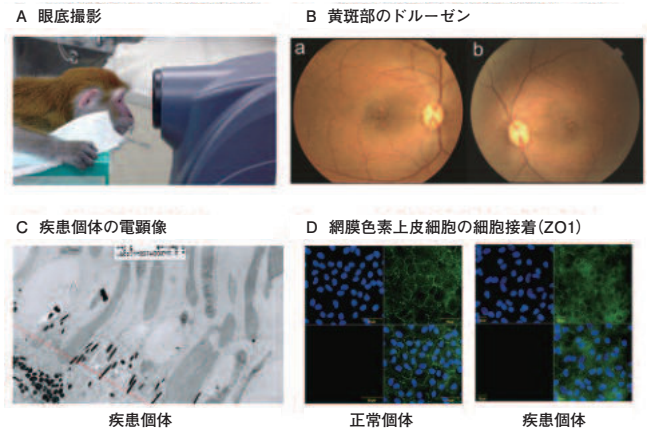 A 眼底撮影
B 黄斑部のドルーゼン
a
b
C 疾患個体の電顕像
D 網膜色素上皮細胞の細胞接着(ZO1)
疾患個体
正常個体
疾患個体